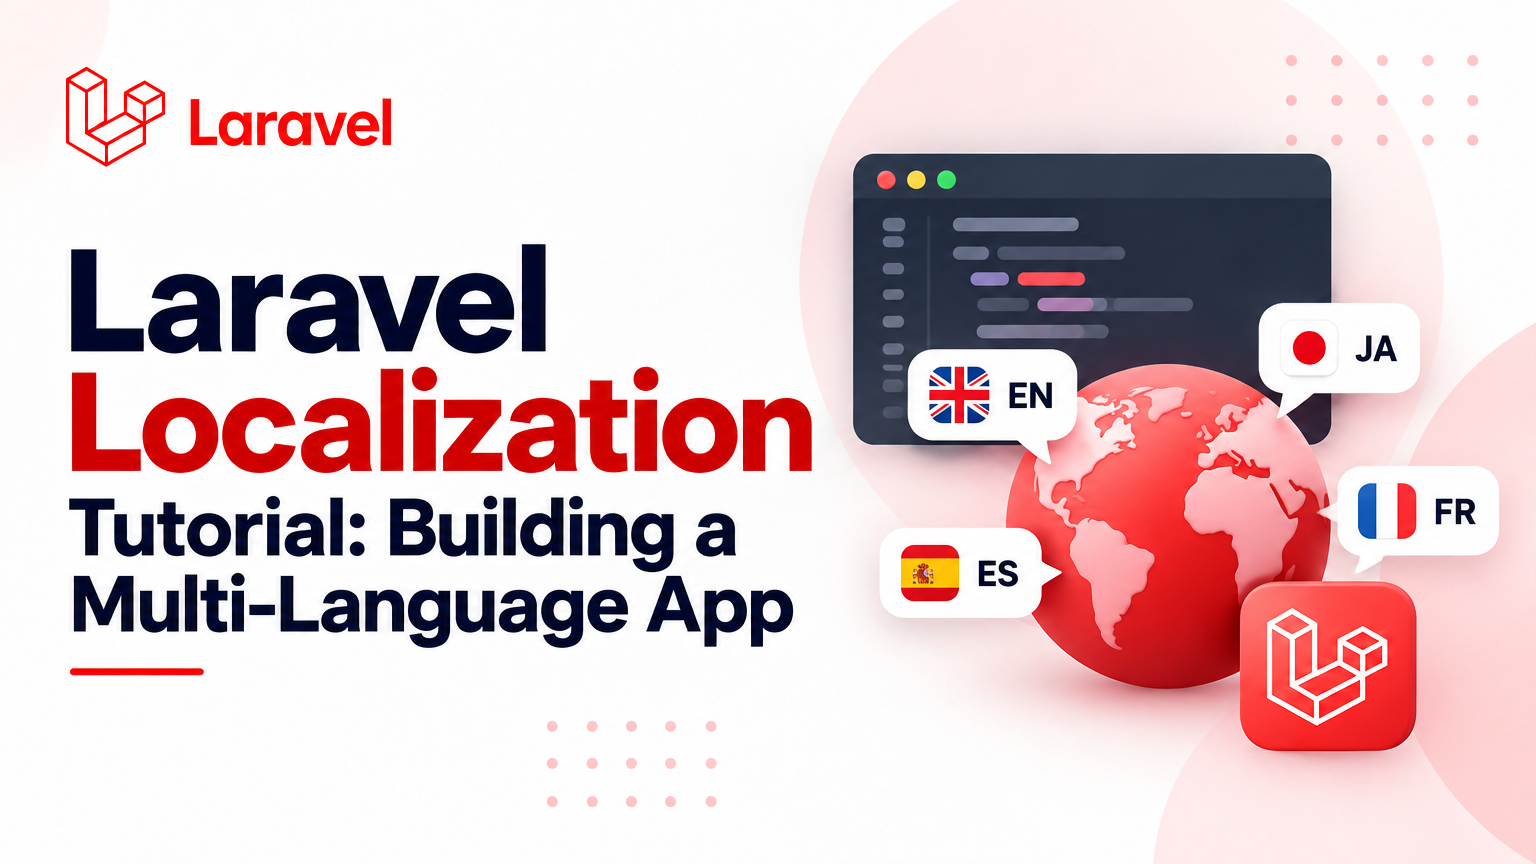 Laravel
Laravel
Localization
Tutorial: Building a
Multi-Language App
EN
JA
FR
ES